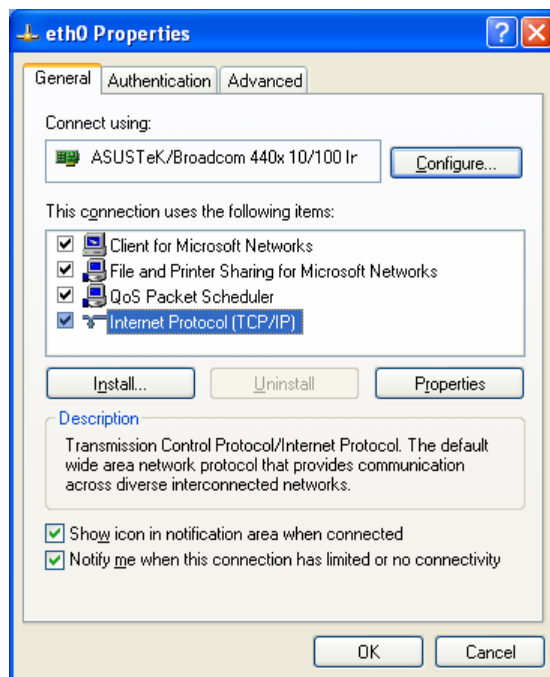 eth0 Properties
General Authentication Advanced
Connect using:
ASUSTeK/Broadcom 440x 10/100 Ir
Configure...
This connection uses the following items:
Client for Microsoft Networks
File and Printer Sharing for Microsoft Networks
QoS Packet Scheduler
Internet Protocol (TCP/IP)
Install... Uninstall Properties
Description
Transmission Control Protocol/Internet Protocol. The default
wide area network protocol that provides communication
across diverse interconnected networks.
Show icon in notification area when connected
Notify me when this connection has limited or no connectivity
OK Cancel